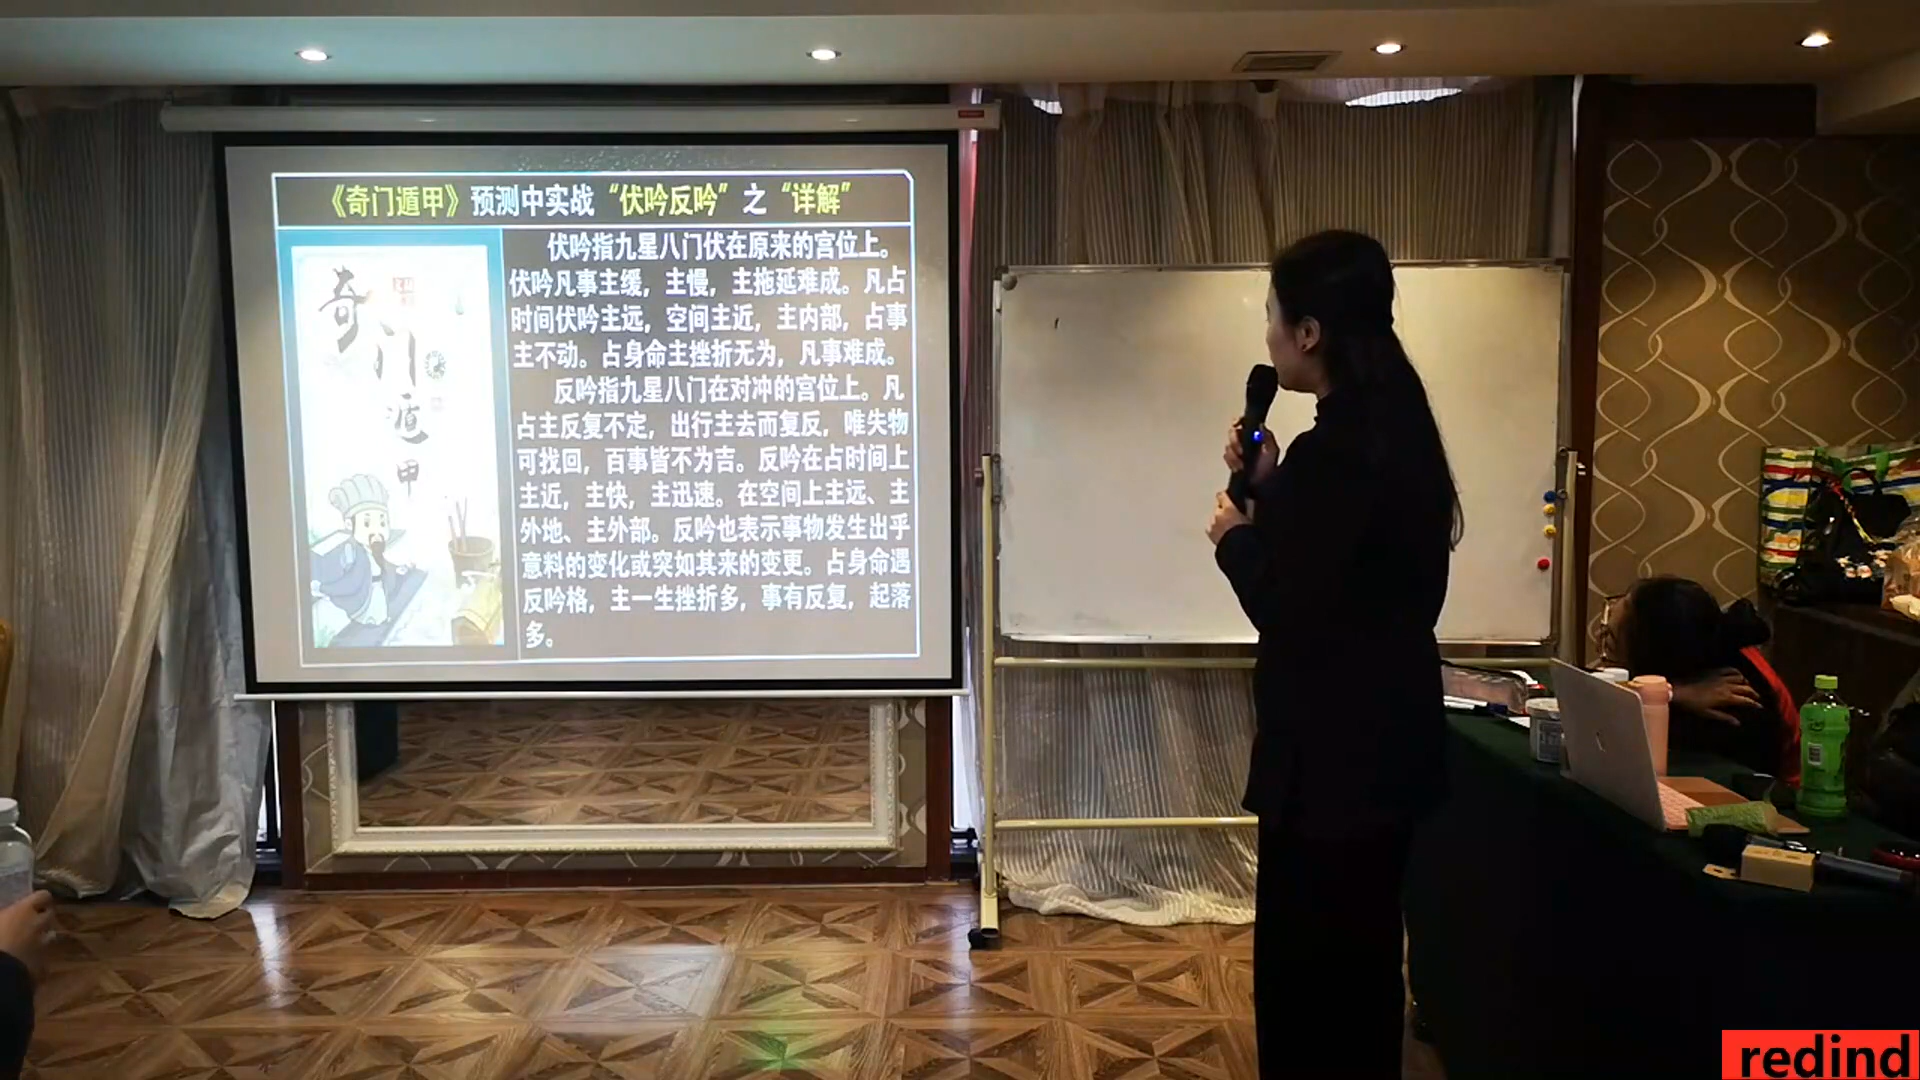 《奇门遁甲》预测中实战“伏吟反吟”之“详解”
奇门遁甲
伏吟指九星八门伏在原来的宫位上。
伏吟凡事主缓，主慢，主拖延难成。凡占
时间伏吟主远，空间主近，主内部，占事
主不动。占身命主挫折无为，凡事难成。
反吟指九星八门在对冲的宫位上。凡
占主反复不定，出行主去而复反，唯失物
可找回，百事皆不为吉。反吟在占时间上
主近，主快，主迅速。在空间上主远、主
外地、主外部。反吟也表示事物发生出乎
意料的变化或突如其来的变更。占身命遇
反吟格，主一生挫折多，事有反复，起落
多。
redind